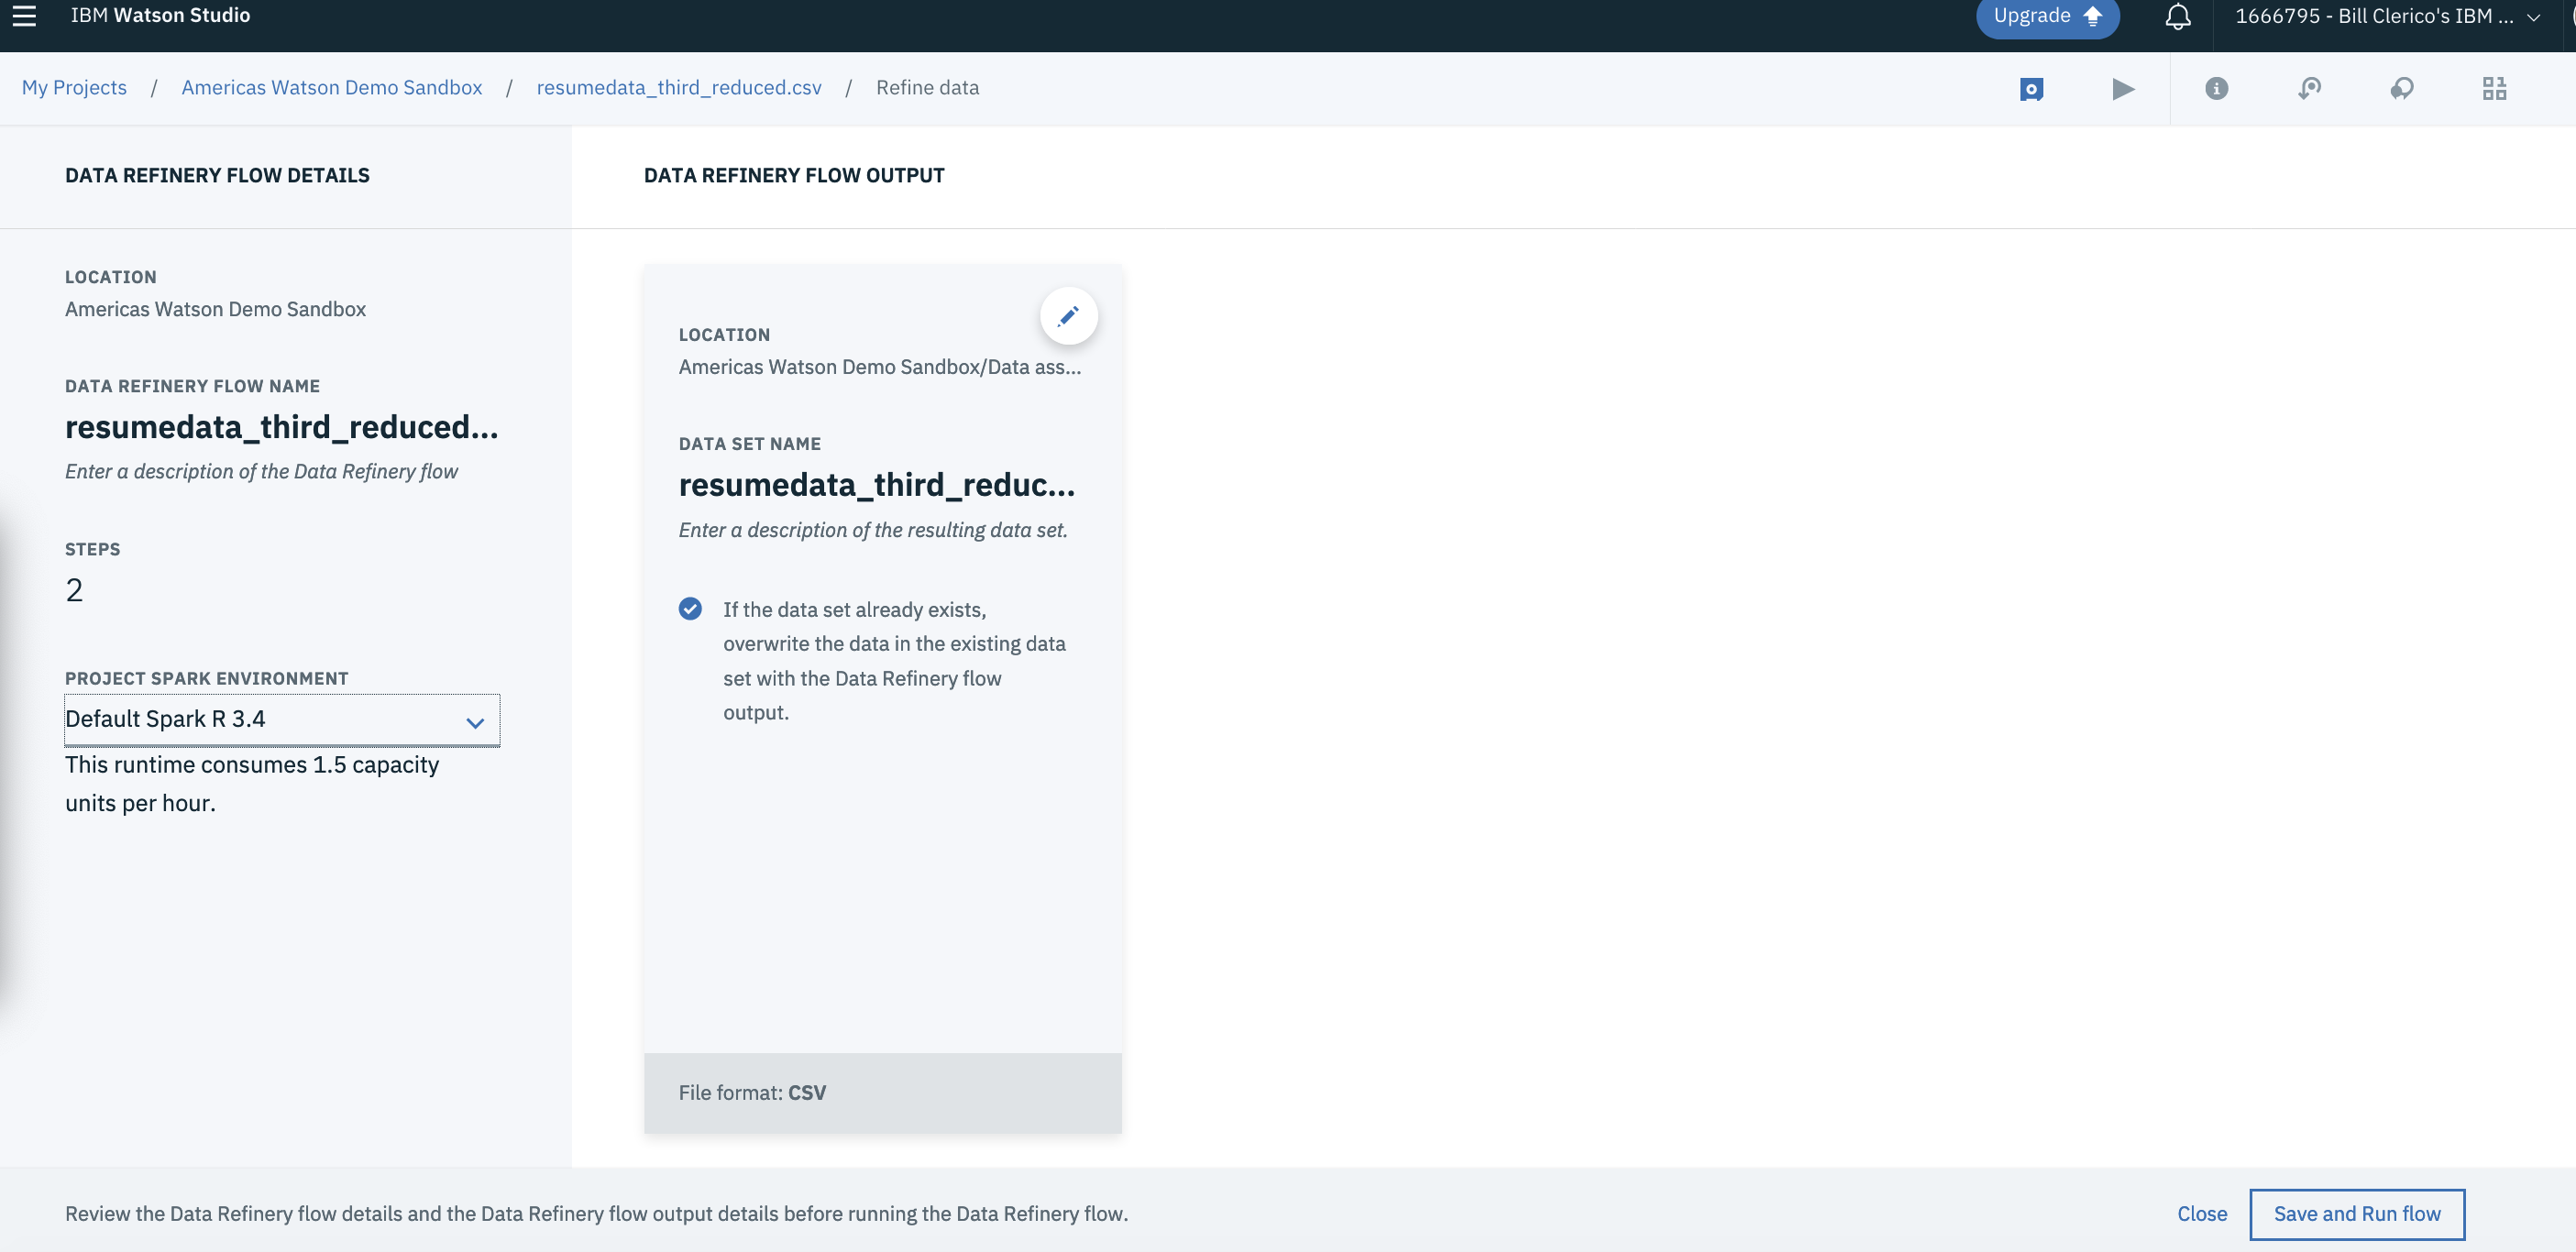 IBM Watson Studio
Upgrade
1666795 - Bill Clerico's IBM ...
My Projects / Americas Watson Demo Sandbox / resumedata_third_reduced.csv / Refine data
DATA REFINERY FLOW DETAILS
LOCATION
Americas Watson Demo Sandbox
DATA REFINERY FLOW NAME
resumedata_third_reduced...
Enter a description of the Data Refinery flow
STEPS
2
PROJECT SPARK ENVIRONMENT
Default Spark R 3.4
This runtime consumes 1.5 capacity
units per hour.
DATA REFINERY FLOW OUTPUT
LOCATION
Americas Watson Demo Sandbox/Data ass...
DATA SET NAME
resumedata_third_reduc...
Enter a description of the resulting data set.
If the data set already exists,
overwrite the data in the existing data
set with the Data Refinery flow
output.
File format: CSV
Review the Data Refinery flow details and the Data Refinery flow output details before running the Data Refinery flow.
Close
Save and Run flow